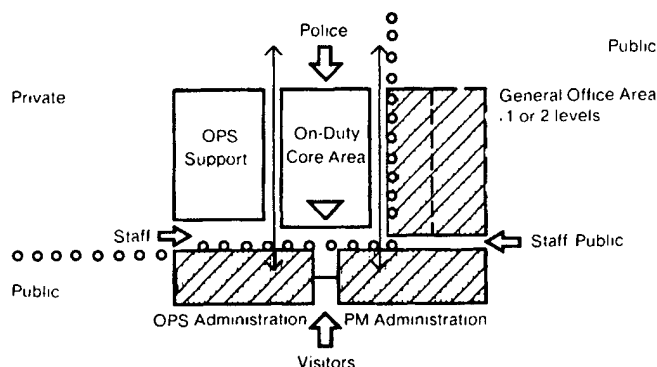 Police
Public
Private
General Office Area
.1 or 2 levels
OPS
Support
On-Duty
Core Area
Staff
Staff Public
Public
OPS Administration
PM Administration
Visitors